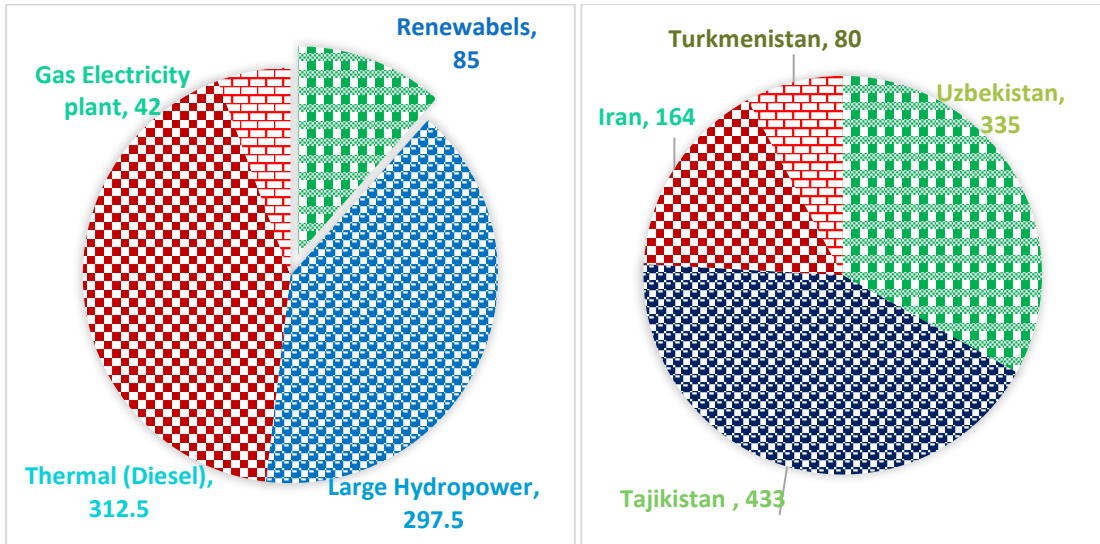 Renewabels,
85
Gas Electricity
plant, 42
Thermal (Diesel),
312.5
Large Hydropower,
297.5
Turkmenistan, 80
Iran, 164
Uzbekistan,
335
Tajikistan , 433